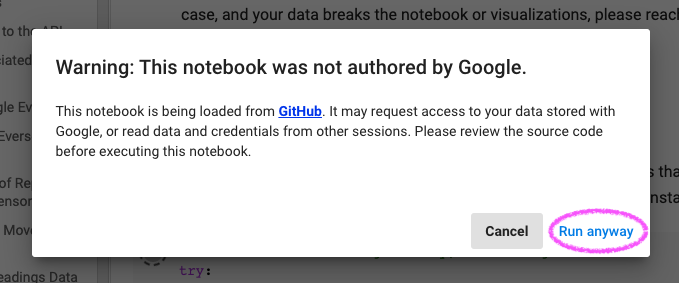 case, and your data breaks the notebook or visualizations, please reach
to the API
ciated
Warning: This notebook was not authored by Google.
gle Eve
This notebook is being loaded from GitHub. It may request access to your data stored with
Google, or read data and credentials from other sessions. Please review the source code
before executing this notebook.
Evers
of Rep
ensor
Move
s tha
nsta
Cancel
Run anyway
eadings Data
try: